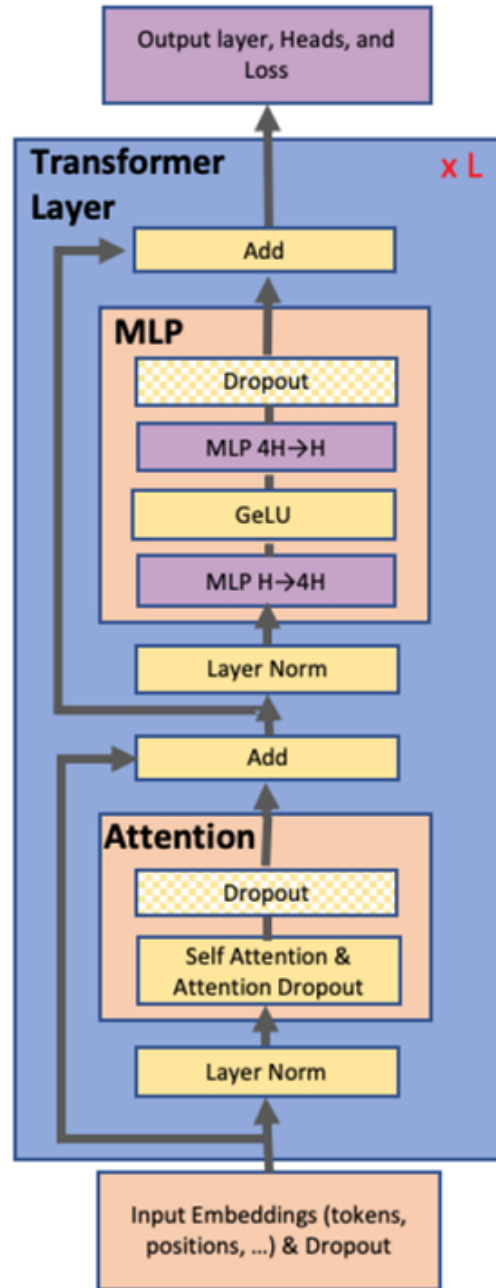 Output layer, Heads, and
Loss
Transformer
Layer
x L
Add
MLP
Dropout
MLP 4H→H
GeLU
MLP H→4H
Layer Norm
Add
Attention
Dropout
Self Attention &
Attention Dropout
Layer Norm
Input Embeddings (tokens,
positions, …) & Dropout